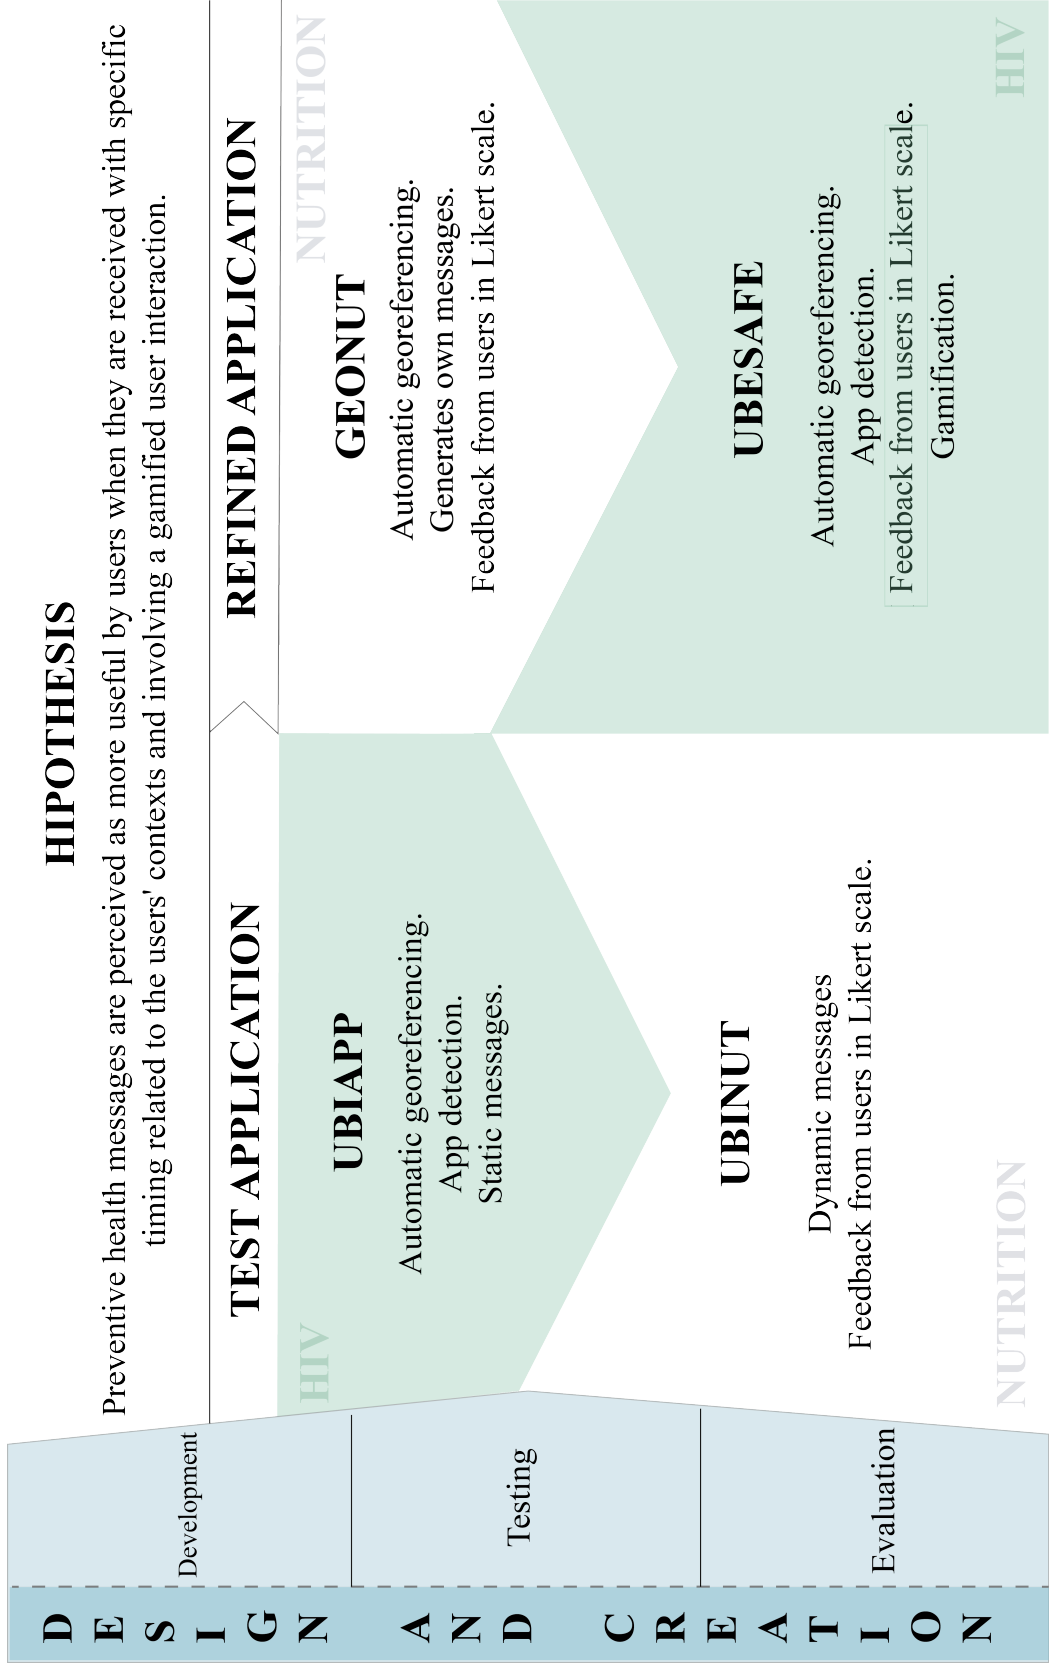 HIPOTHESIS
Preventive health messages are perceived as more useful by users when they are received with specific
timing related to the users' contexts and involving a gamified user interaction.
DESIGN AND CREATION
Development
Testing
Evaluation
TEST APPLICATION
HIV
UBIAPP
Automatic georeferencing.
App detection.
Static messages.
UBINUT
Dynamic messages
Feedback from users in Likert scale.
NUTRITION
REFINED APPLICATION
NUTRITION
GEONUT
Automatic georeferencing.
Generates own messages.
Feedback from users in Likert scale.
UBESAFE
Automatic georeferencing.
App detection.
Feedback from users in Likert scale.
Gamification.
HIV